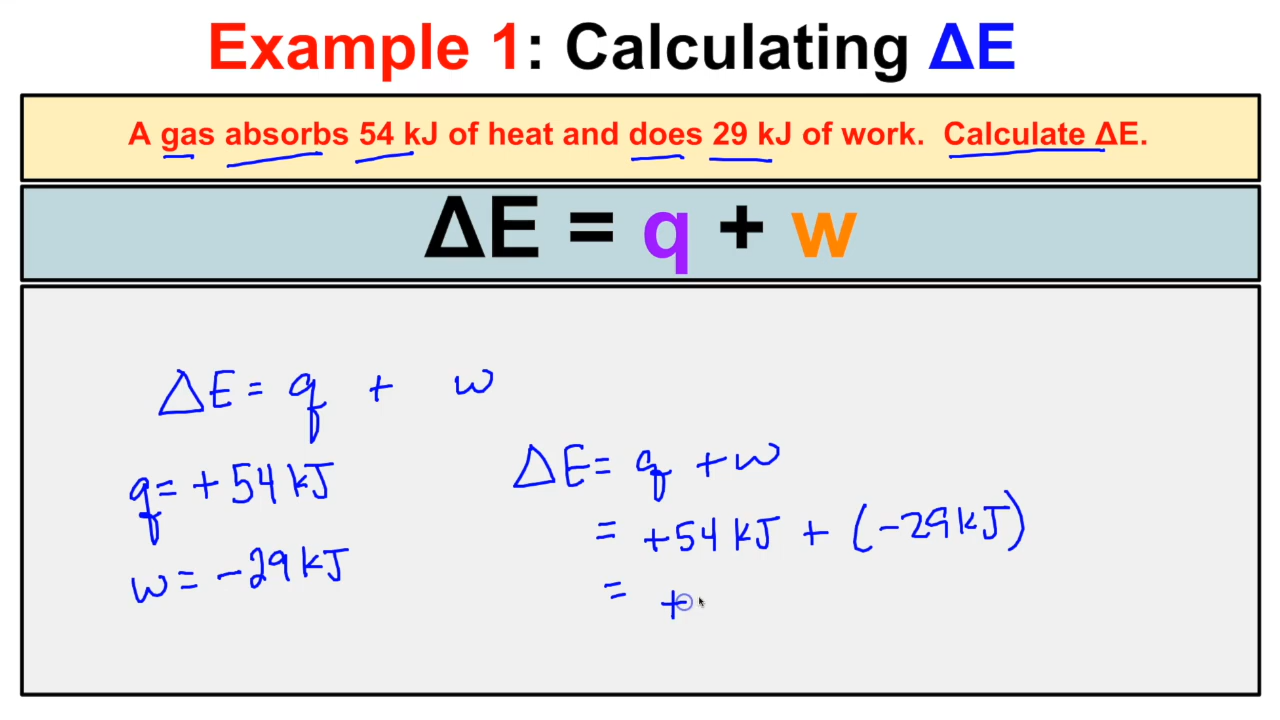 Example 1: Calculating ΔE
A gas absorbs 54 kJ of heat and does 29 kJ of work. Calculate ΔE.
ΔE = q + w
ΔE = q + w
q = +54 kJ
w = -29 kJ
ΔE = q + w
= +54 kJ + (-29 kJ)
= +